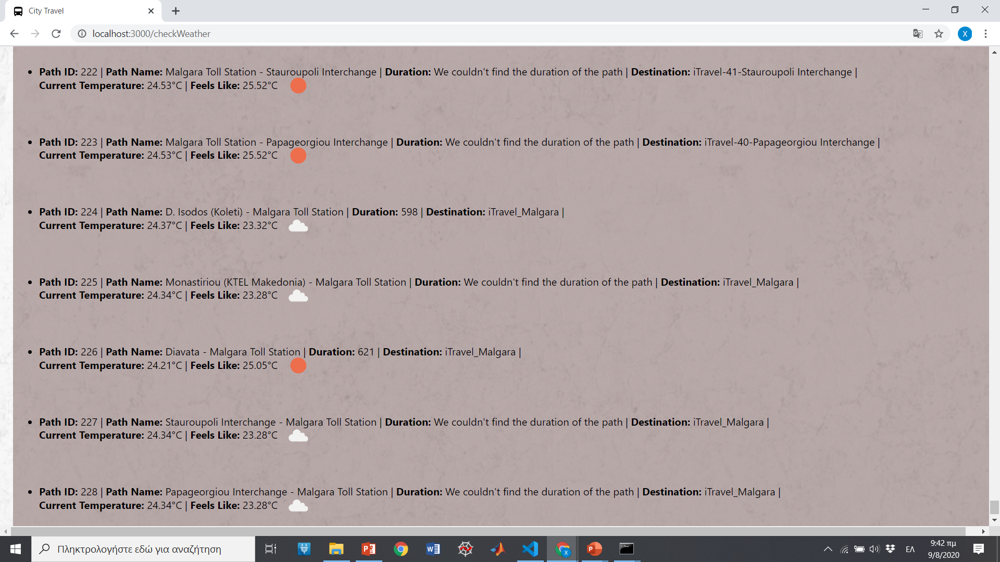 City Travel
localhost:3000/checkWeather
X
Path ID: 222 | Path Name: Malgara Toll Station - Stauroupoli Interchange | Duration: We couldn't find the duration of the path | Destination: iTravel-41-Stauroupoli Interchange |
Current Temperature: 24.53°C | Feels Like: 25.52°C
Path ID: 223 | Path Name: Malgara Toll Station - Papageorgiou Interchange | Duration: We couldn't find the duration of the path | Destination: iTravel-40-Papageorgiou Interchange |
Current Temperature: 24.53°C | Feels Like: 25.52°C
Path ID: 224 | Path Name: D. Isodos (Koleti) - Malgara Toll Station | Duration: 598 | Destination: iTravel_Malgara |
Current Temperature: 24.37°C | Feels Like: 23.32°C
Path ID: 225 | Path Name: Monastiriou (KTEL Makedonia) - Malgara Toll Station | Duration: We couldn't find the duration of the path | Destination: iTravel_Malgara |
Current Temperature: 24.34°C | Feels Like: 23.28°C
Path ID: 226 | Path Name: Diavata - Malgara Toll Station | Duration: 621 | Destination: iTravel_Malgara |
Current Temperature: 24.21°C | Feels Like: 25.05°C
Path ID: 227 | Path Name: Stauroupoli Interchange - Malgara Toll Station | Duration: We couldn't find the duration of the path | Destination: iTravel_Malgara |
Current Temperature: 24.34°C | Feels Like: 23.28°C
Path ID: 228 | Path Name: Papageorgiou Interchange - Malgara Toll Station | Duration: We couldn't find the duration of the path | Destination: iTravel_Malgara |
Current Temperature: 24.34°C | Feels Like: 23.28°C
Πληκτρολογήστε εδώ για αναζήτηση
ΕΛ
9:42 πμ
9/8/2020